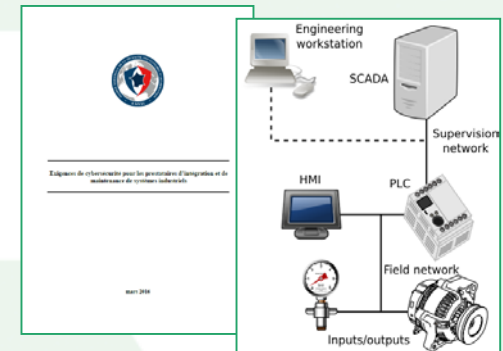 Exigences de cybersécurité pour les prestataires d'intégration et de
maintenance de systèmes industriels
mars 2016
Engineering
workstation
SCADA
Supervision
network
HMI
PLC
Field network
Inputs/outputs